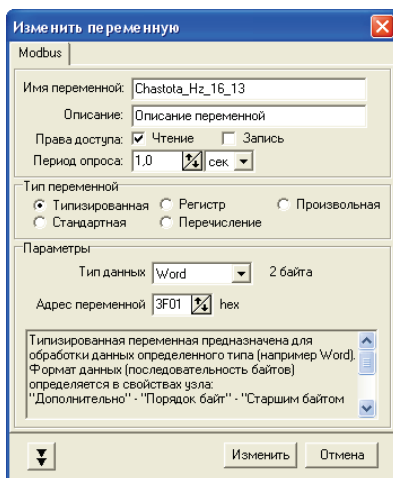 Изменить переменную
Modbus
Имя переменной: Chastota_Hz_16_13
Описание: Описание переменной
Права доступа: Чтение Запись
Период опроса: 1,0 сек
Тип переменной
Типизированная Регистр Произвольная
Стандартная Перечисление
Параметры
Тип данных Word 2 байта
Адрес переменной 3F01 hex
Типизированная переменная предназначена для
обработки данных определенного типа (например Word).
Формат данных (последовательность байтов)
определяется в свойствах узла:
"Дополнительно" - "Порядок байт" - "Старшим байтом
Изменить Отмена